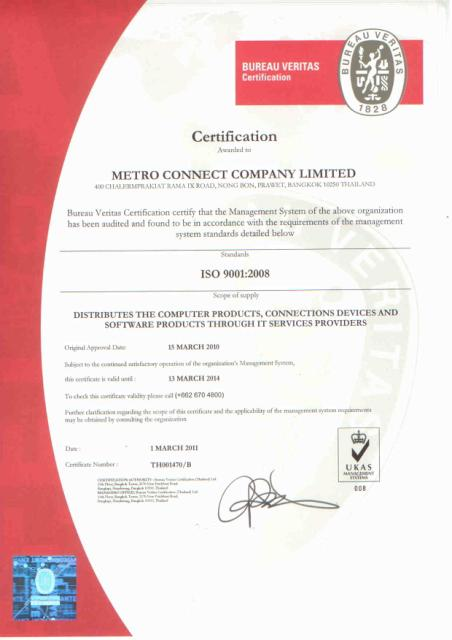 BUREAU VERITAS
Certification
BUREAU VERITAS
1828
Certification
Awarded to
METRO CONNECT COMPANY LIMITED
400 CHALERMPRAKIAT RAMA IX ROAD, NONG BON, PRAWET, BANGKOK 10250 THAILAND
Bureau Veritas Certification certify that the Management System of the above organization
has been audited and found to be in accordance with the requirements of the management
system standards detailed below
Standards
ISO 9001:2008
Scope of supply
DISTRIBUTES THE COMPUTER PRODUCTS, CONNECTIONS DEVICES AND
SOFTWARE PRODUCTS THROUGH IT SERVICES PROVIDERS
Original Approval Date: 15 MARCH 2010
Subject to the continued satisfactory operation of the organization's Management System,
this certificate is valid until : 13 MARCH 2014
To check this certificate validity please call (+662 670 4800)
Further clarification regarding the scope of this certificate and the applicability of the management system requirements
may be obtained by consulting the organization
Date : 1 MARCH 2011
Certificate Number : TH001470/B
CERTIFICATION AUTHORITY : Bureau Veritas Certification (Thailand) Ltd
UKAS
MANAGEMENT
SYSTEMS
008